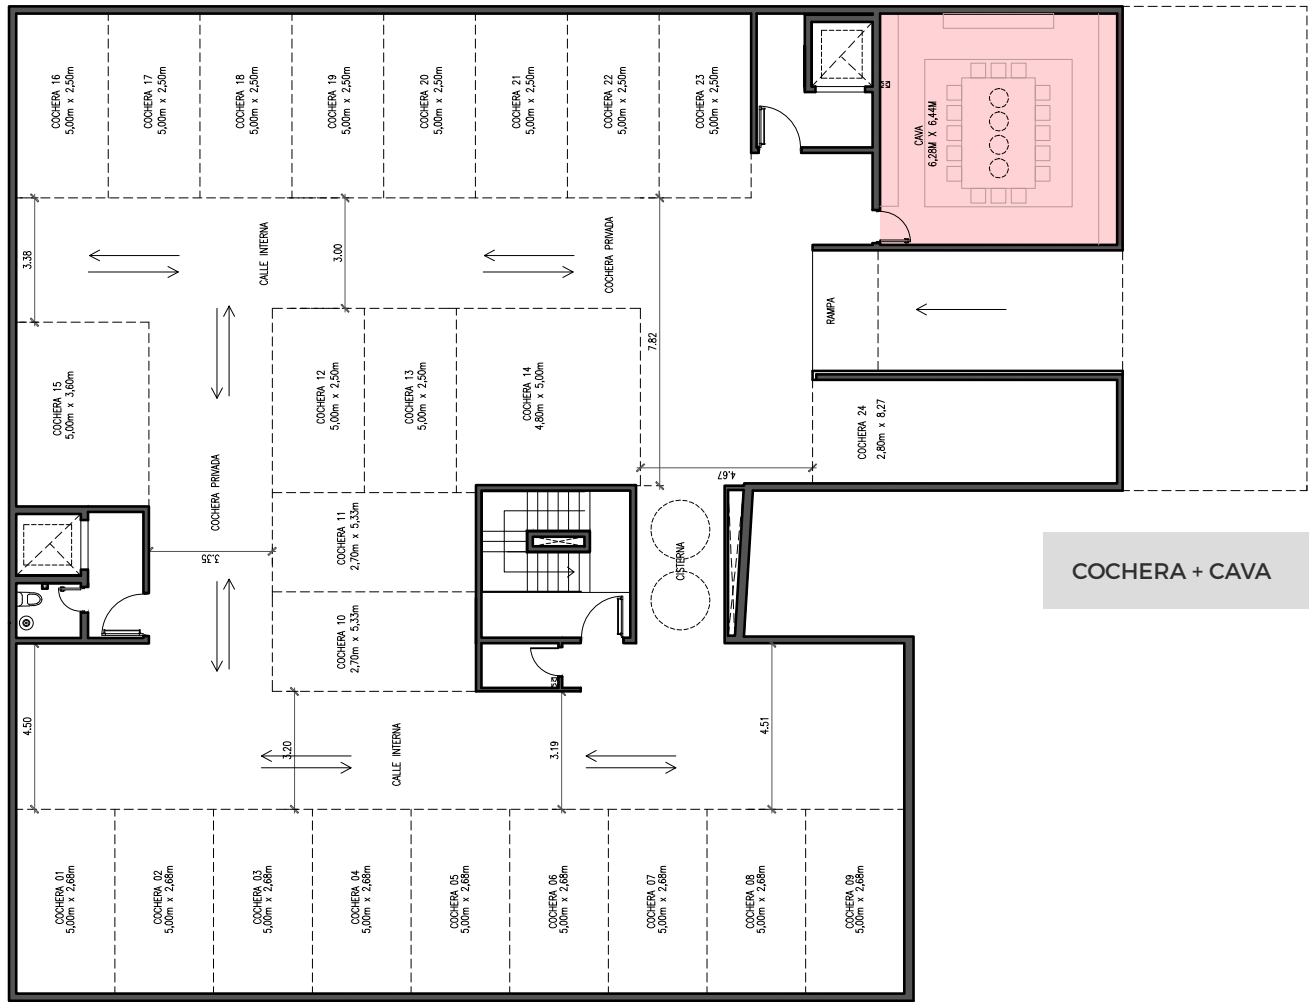 COCHERA 16
5,00m x 2,50m
COCHERA 17
5,00m x 2,50m
COCHERA 18
5,00m x 2,50m
COCHERA 19
5,00m x 2,50m
COCHERA 20
5,00m x 2,50m
COCHERA 21
5,00m x 2,50m
COCHERA 22
5,00m x 2,50m
COCHERA 23
5,00m x 2,50m
CAVA
6,28M X 6,44M
3.38
CALLE INTERNA
3.00
COCHERA PRIVADA
RAMPA
7.82
COCHERA 15
5,00m x 3,60m
COCHERA 12
5,00m x 2,50m
COCHERA 13
5,00m x 2,50m
COCHERA 14
4,80m x 5,00m
COCHERA 24
2,80m x 8,27
4.67
COCHERA PRIVADA
COCHERA 11
2,70m x 5,33m
3.35
CISTERNA
COCHERA + CAVA
COCHERA 10
2,70m x 5,33m
4.50
3.20
CALLE INTERNA
3.19
4.51
COCHERA 01
5,00m x 2,68m
COCHERA 02
5,00m x 2,68m
COCHERA 03
5,00m x 2,68m
COCHERA 04
5,00m x 2,68m
COCHERA 05
5,00m x 2,68m
COCHERA 06
5,00m x 2,68m
COCHERA 07
5,00m x 2,68m
COCHERA 08
5,00m x 2,68m
COCHERA 09
5,00m x 2,68m